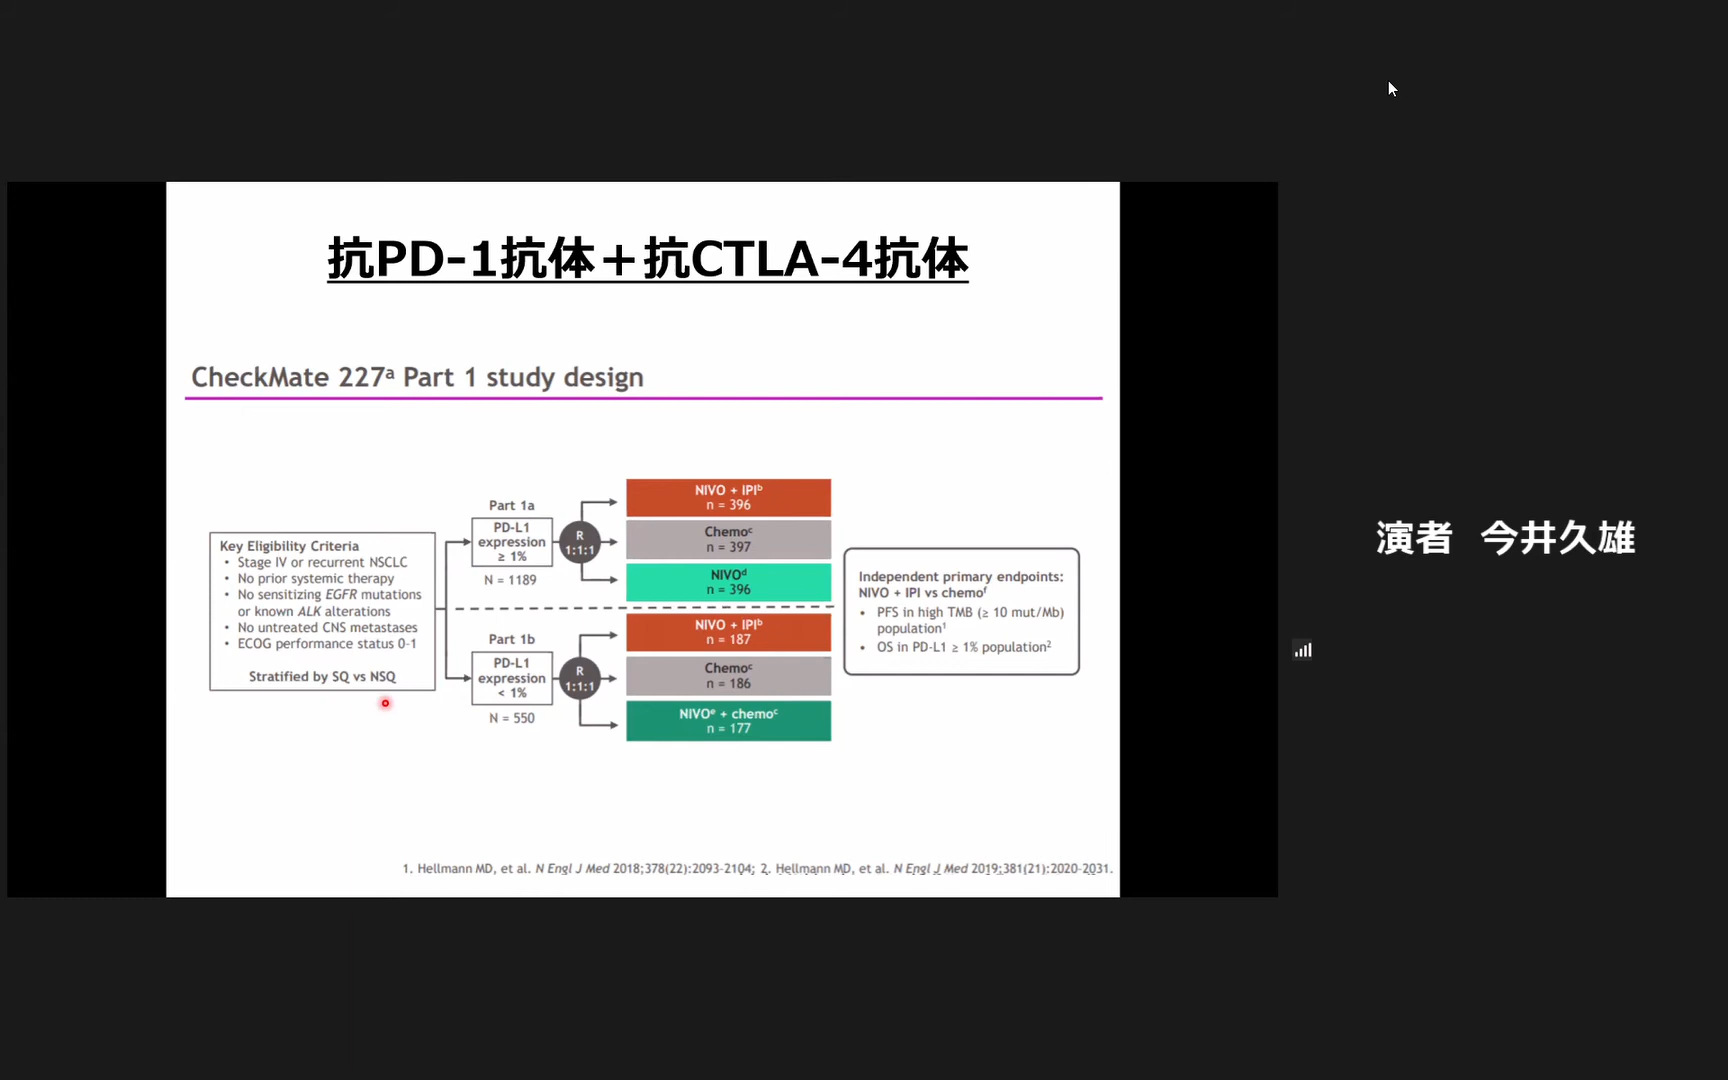 抗PD-1抗体＋抗CTLA-4抗体
CheckMate 227ᵃ Part 1 study design
Key Eligibility Criteria
• Stage IV or recurrent NSCLC
• No prior systemic therapy
• No sensitizing EGFR mutations
or known ALK alterations
• No untreated CNS metastases
• ECOG performance status 0-1
Stratified by SQ vs NSQ
Part 1a
PD-L1
expression
≥ 1%
N = 1189
R
1:1:1
NIVO + IPIᵇ
n = 396
Chemoᶜ
n = 397
NIVOᵈ
n = 396
Part 1b
PD-L1
expression
< 1%
N = 550
R
1:1:1
NIVO + IPIᵇ
n = 187
Chemoᶜ
n = 186
NIVOᵉ + chemoᶜ
n = 177
Independent primary endpoints:
NIVO + IPI vs chemoᶠ
• PFS in high TMB (≥ 10 mut/Mb)
population¹
• OS in PD-L1 ≥ 1% population²
1. Hellmann MD, et al. N Engl J Med 2018;378(22):2093-2104; 2. Hellmann MD, et al. N Engl J Med 2019;381(21):2020-2031.
演者 今井久雄